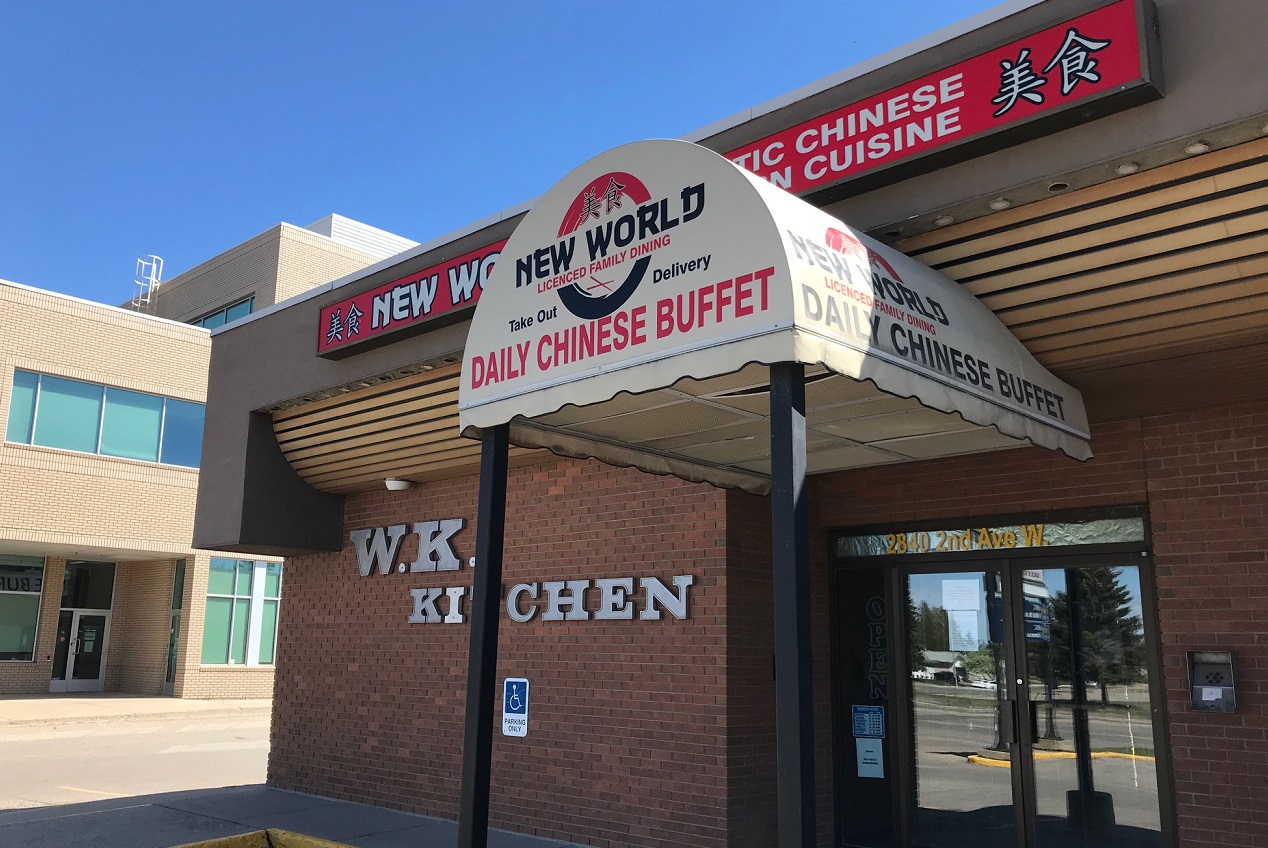 美食 NEW WO
TIC CHINESE 美食
N CUISINE
美食
NEW WORLD
LICENCED FAMILY DINING
Take Out Delivery
DAILY CHINESE BUFFET
NEW WORLD
LICENCED FAMILY DINING
DAILY CHINESE BUFFET
W.K.
KITCHEN
PARKING
ONLY
2840 2nd Ave W.
OPEN